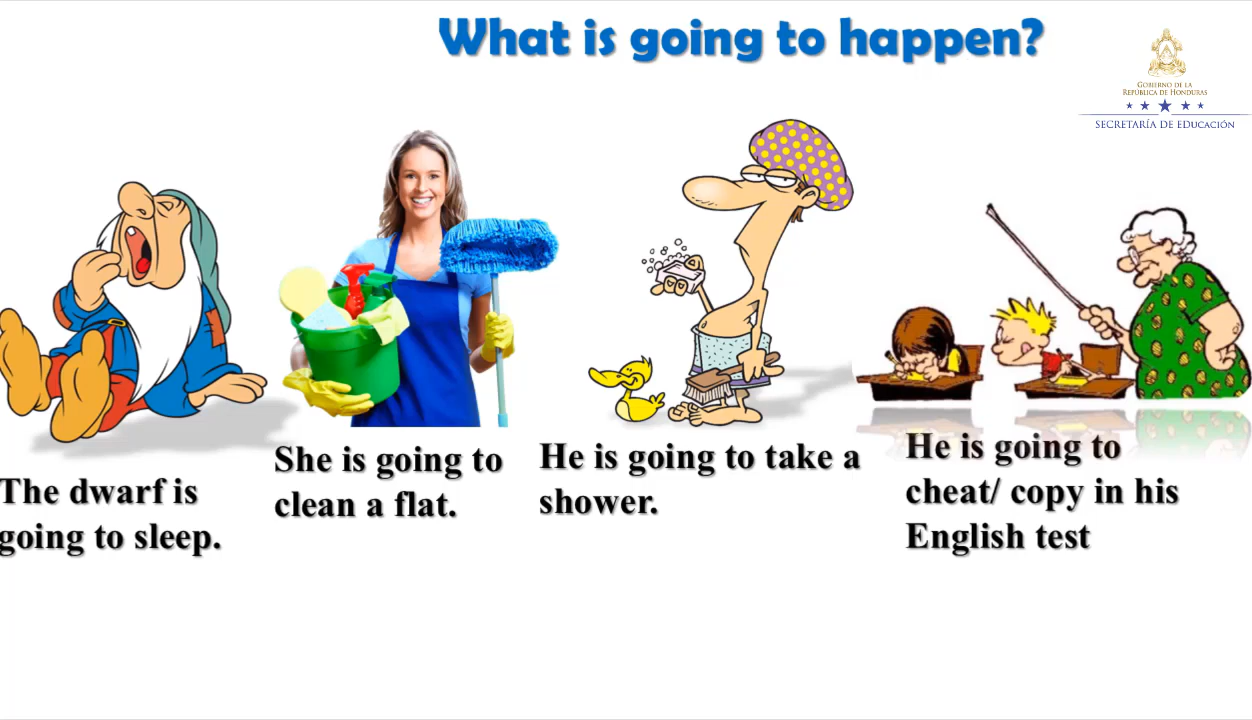 What is going to happen?
GOBIERNO DE LA
REPÚBLICA DE HONDURAS
SECRETARÍA DE EDUCACIÓN
The dwarf is
going to sleep.
She is going to
clean a flat.
He is going to take a
shower.
He is going to
cheat/ copy in his
English test